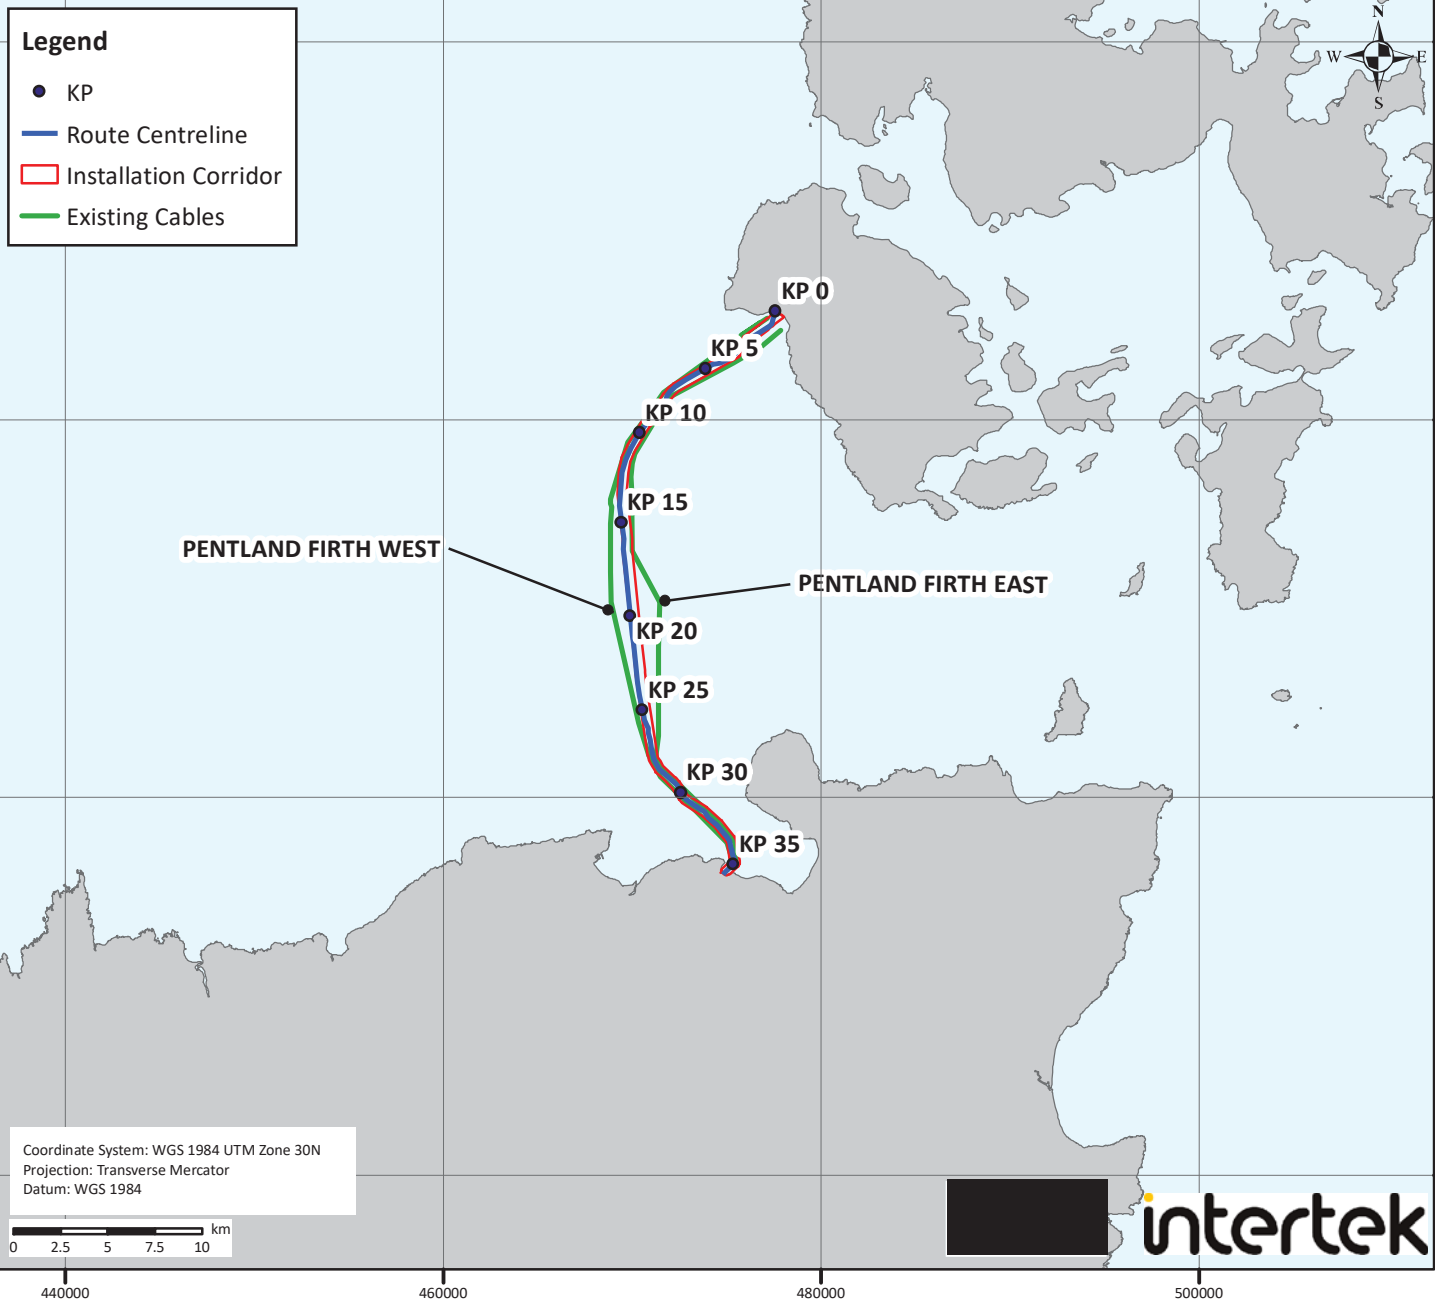 Legend
KP
Route Centreline
Installation Corridor
Existing Cables
N
W E
S
KP 0
KP 5
KP 10
KP 15
PENTLAND FIRTH WEST
PENTLAND FIRTH EAST
KP 20
KP 25
KP 30
KP 35
Coordinate System: WGS 1984 UTM Zone 30N
Projection: Transverse Mercator
Datum: WGS 1984
km
0 2.5 5 7.5 10
intertek
440000 460000 480000 500000